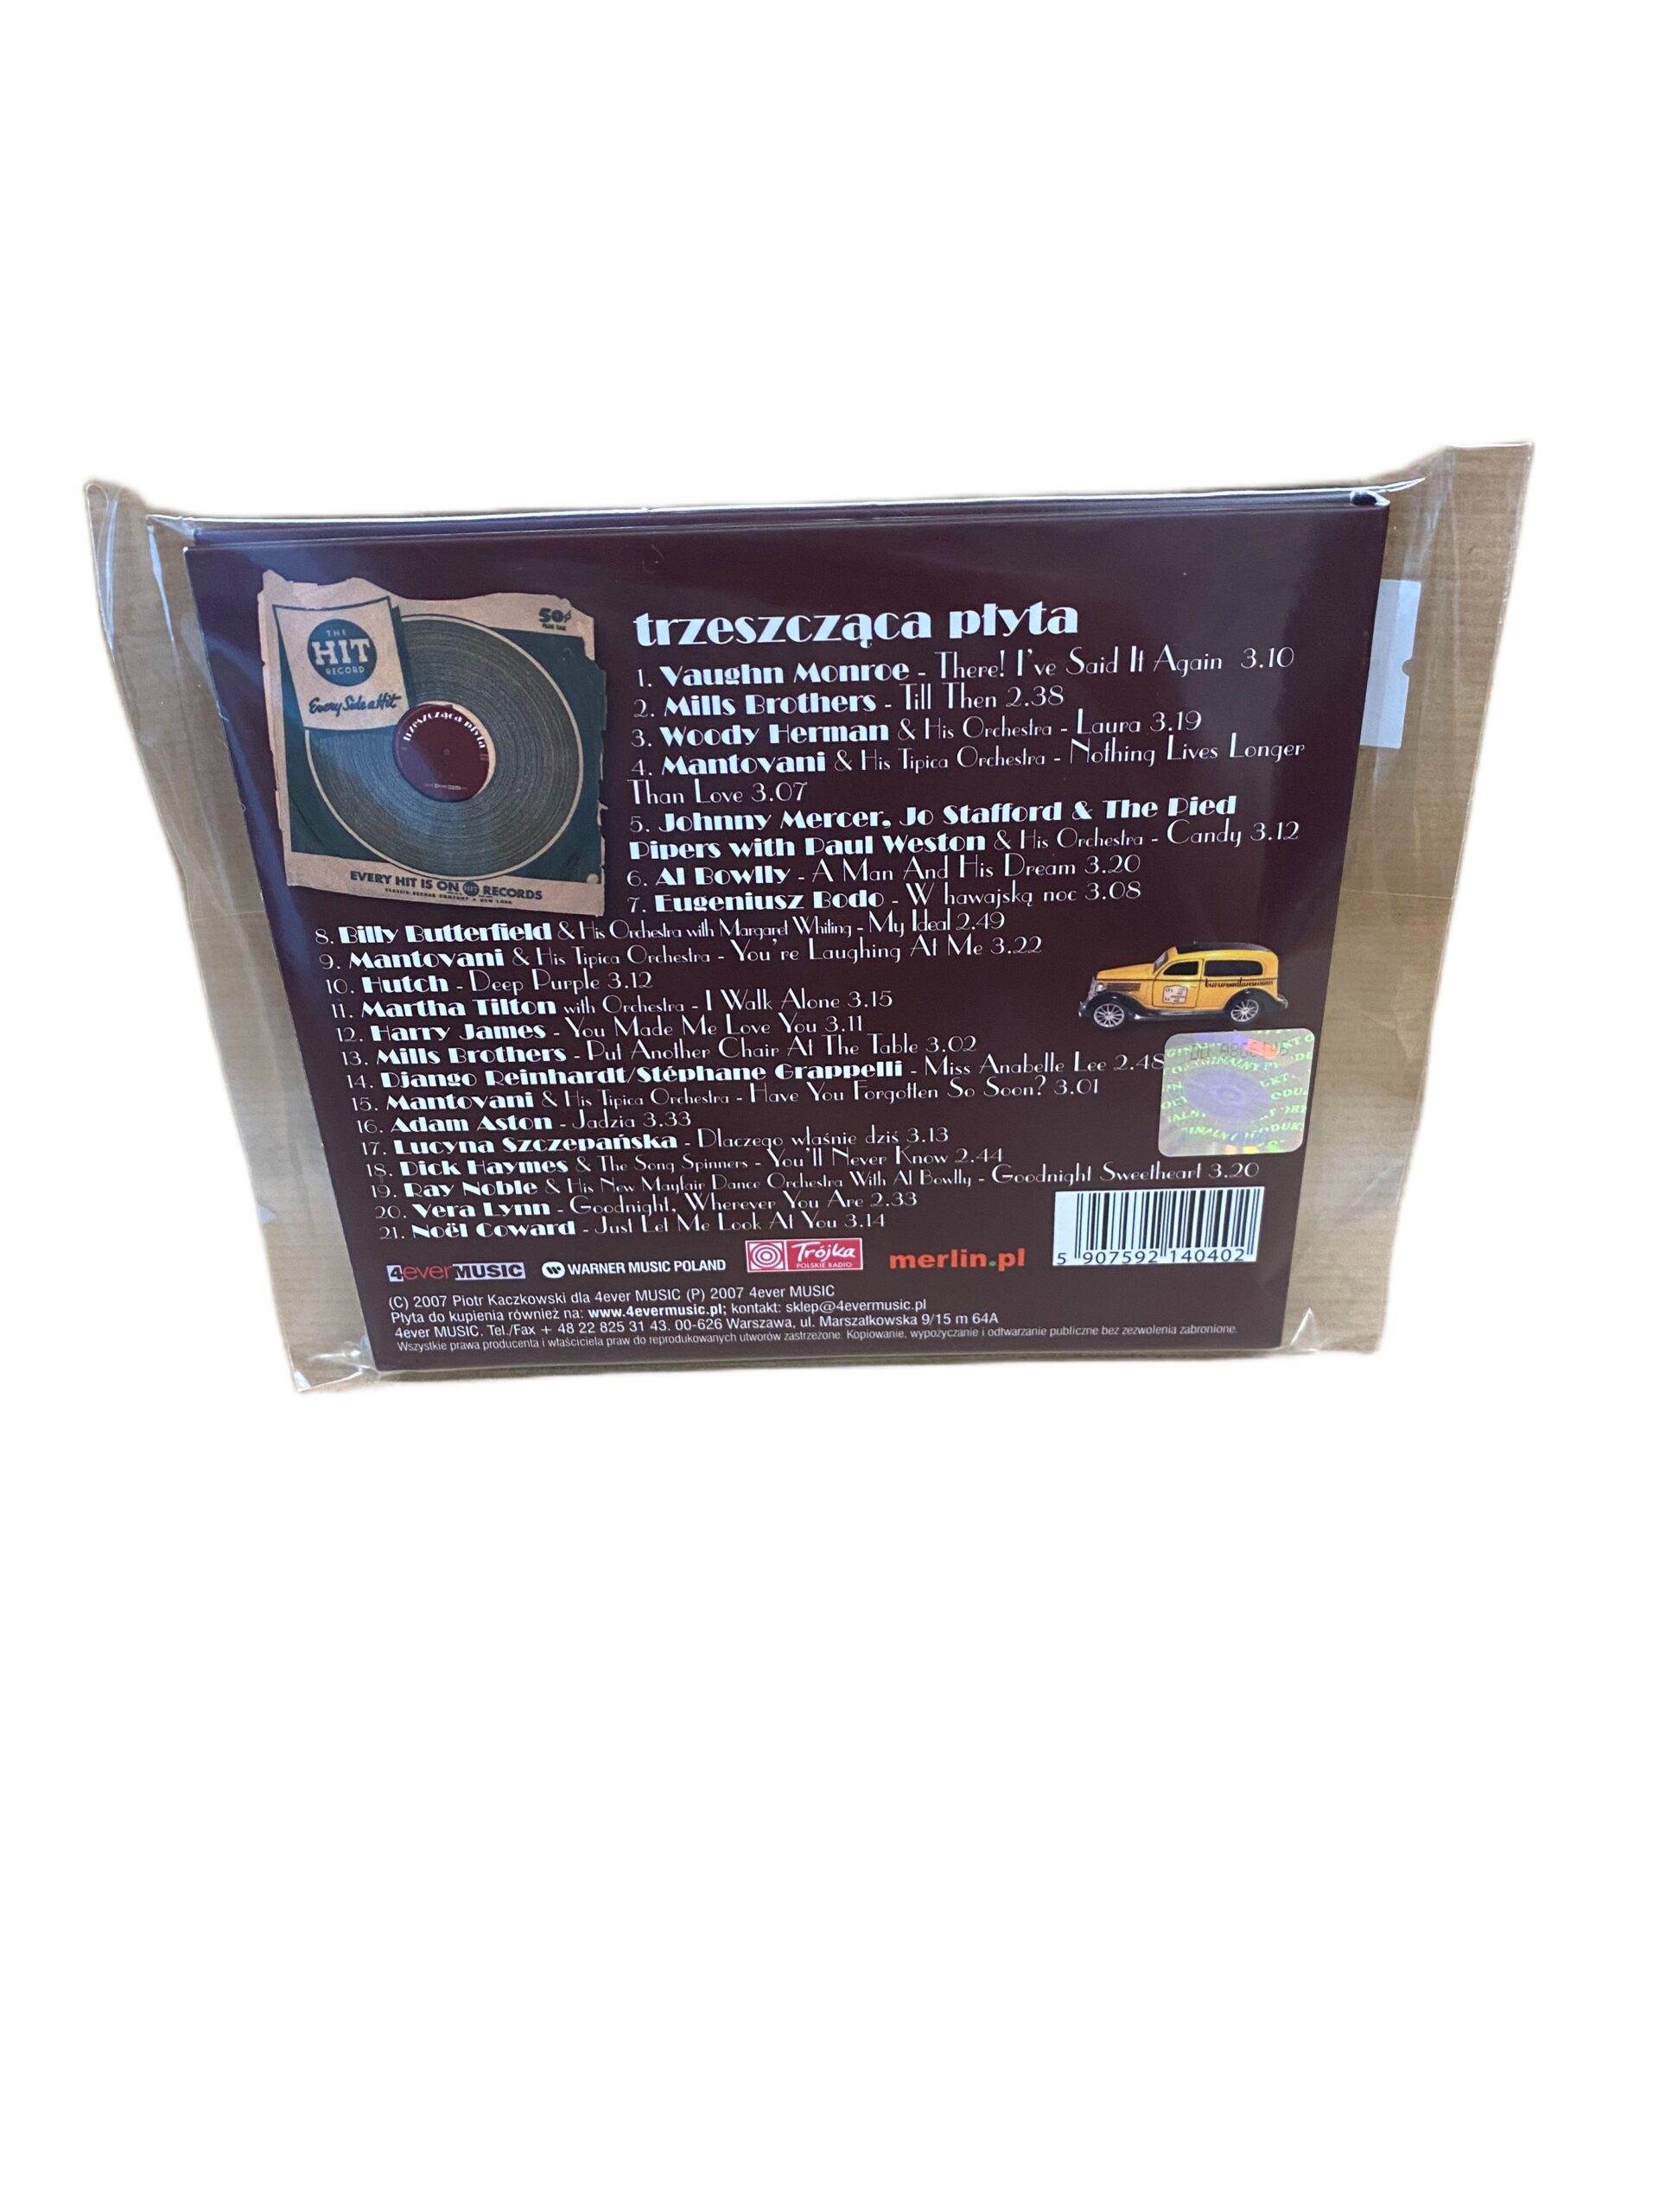 THE
HIT
RECORD
Every Side a Hit
50¢
trzeszcząca płyta
EVERY HIT IS ON HIT RECORDS
CLASSIC RECORD COMPANY NEW YORK
trzeszcząca płyta
1. Vaughn Monroe - There! I've Said It Again 3.10
2. Mills Brothers - Till Then 2.38
3. Woody Herman & His Orchestra - Laura 3.19
4. Mantovani & His Tipica Orchestra - Nothing Lives Longer
Than Love 3.07
5. Johnny Mercer, Jo Stafford & The Pied
Pipers with Paul Weston & His Orchestra - Candy 3.12
6. Al Bowlly - A Man And His Dream 3.20
7. Eugeniusz Bodo - W hawajską noc 3.08
8. Billy Butterfield & His Orchestra with Margaret Whiting - My Ideal 2.49
9. Mantovani & His Tipica Orchestra - You're Laughing At Me 3.22
10. Hutch - Deep Purple 3.12
11. Martha Tilton with Orchestra - I Walk Alone 3.15
12. Harry James - You Made Me Love You 3.11
13. Mills Brothers - Put Another Chair At The Table 3.02
14. Django Reinhardt/Stéphane Grappelli - Miss Anabelle Lee 2.48
15. Mantovani & His Tipica Orchestra - Have You Forgotten So Soon? 3.01
16. Adam Aston - Jadzia 3.33
17. Lucyna Szczepańska - Dlaczego właśnie dziś 3.13
18. Dick Haymes & The Song Spinners - You'll Never Know 2.44
19. Ray Noble & His New Mayfair Dance Orchestra With Al Bowlly - Goodnight Sweetheart 3.20
20. Vera Lynn - Goodnight, Wherever You Are 2.33
21. Noël Coward - Just Let Me Look At You 3.14
5 907592 140402
4everMUSIC WARNER MUSIC POLAND Trójka POLSKIE RADIO merlin.pl
(C) 2007 Piotr Kaczkowski dla 4ever MUSIC (P) 2007 4ever MUSIC
Płyta do kupienia również na: www.4evermusic.pl; kontakt: sklep@4evermusic.pl
4ever MUSIC. Tel./Fax + 48 22 825 31 43. 00-626 Warszawa, ul. Marszałkowska 9/15 m 64A
Wszystkie prawa producenta i właściciela praw do reprodukowanych utworów zastrzeżone. Kopiowanie, wypożyczanie i odtwarzanie publiczne bez zezwolenia zabronione.